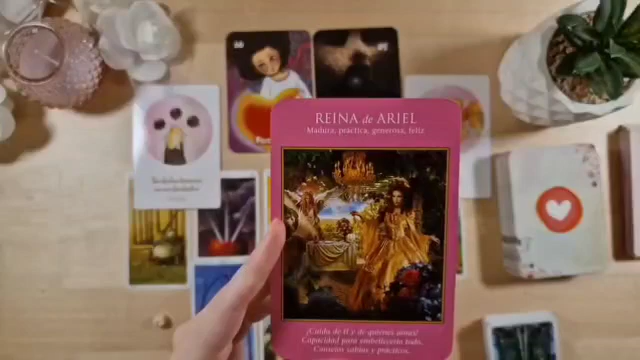 REINA de ARIEL
Madura, práctica, generosa, feliz
¡Cuida de ti y de quienes amas!
Capacidad para embellecerlo todo.
Consejos sabios y prácticos.